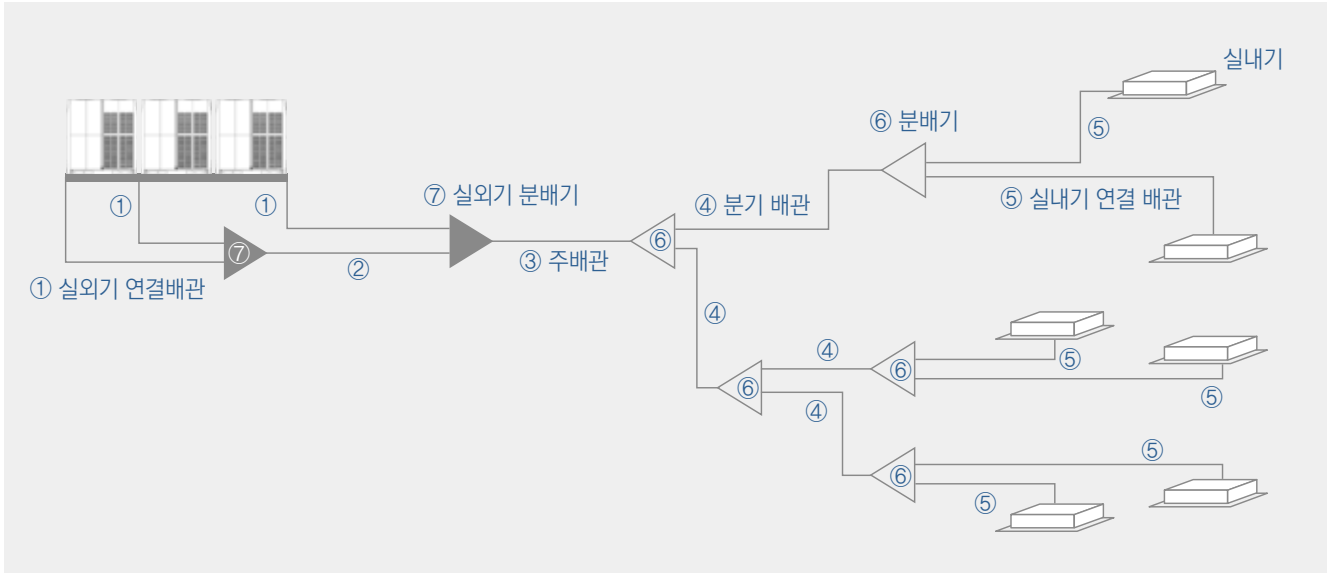 실내기
⑥ 분배기
⑤
① ①
⑦ 실외기 분배기
④ 분기 배관
⑤ 실내기 연결 배관
⑦
②
③ 주배관
⑥
① 실외기 연결배관
④
④
⑥
⑤
⑥
④
⑤
⑤
⑥
⑤